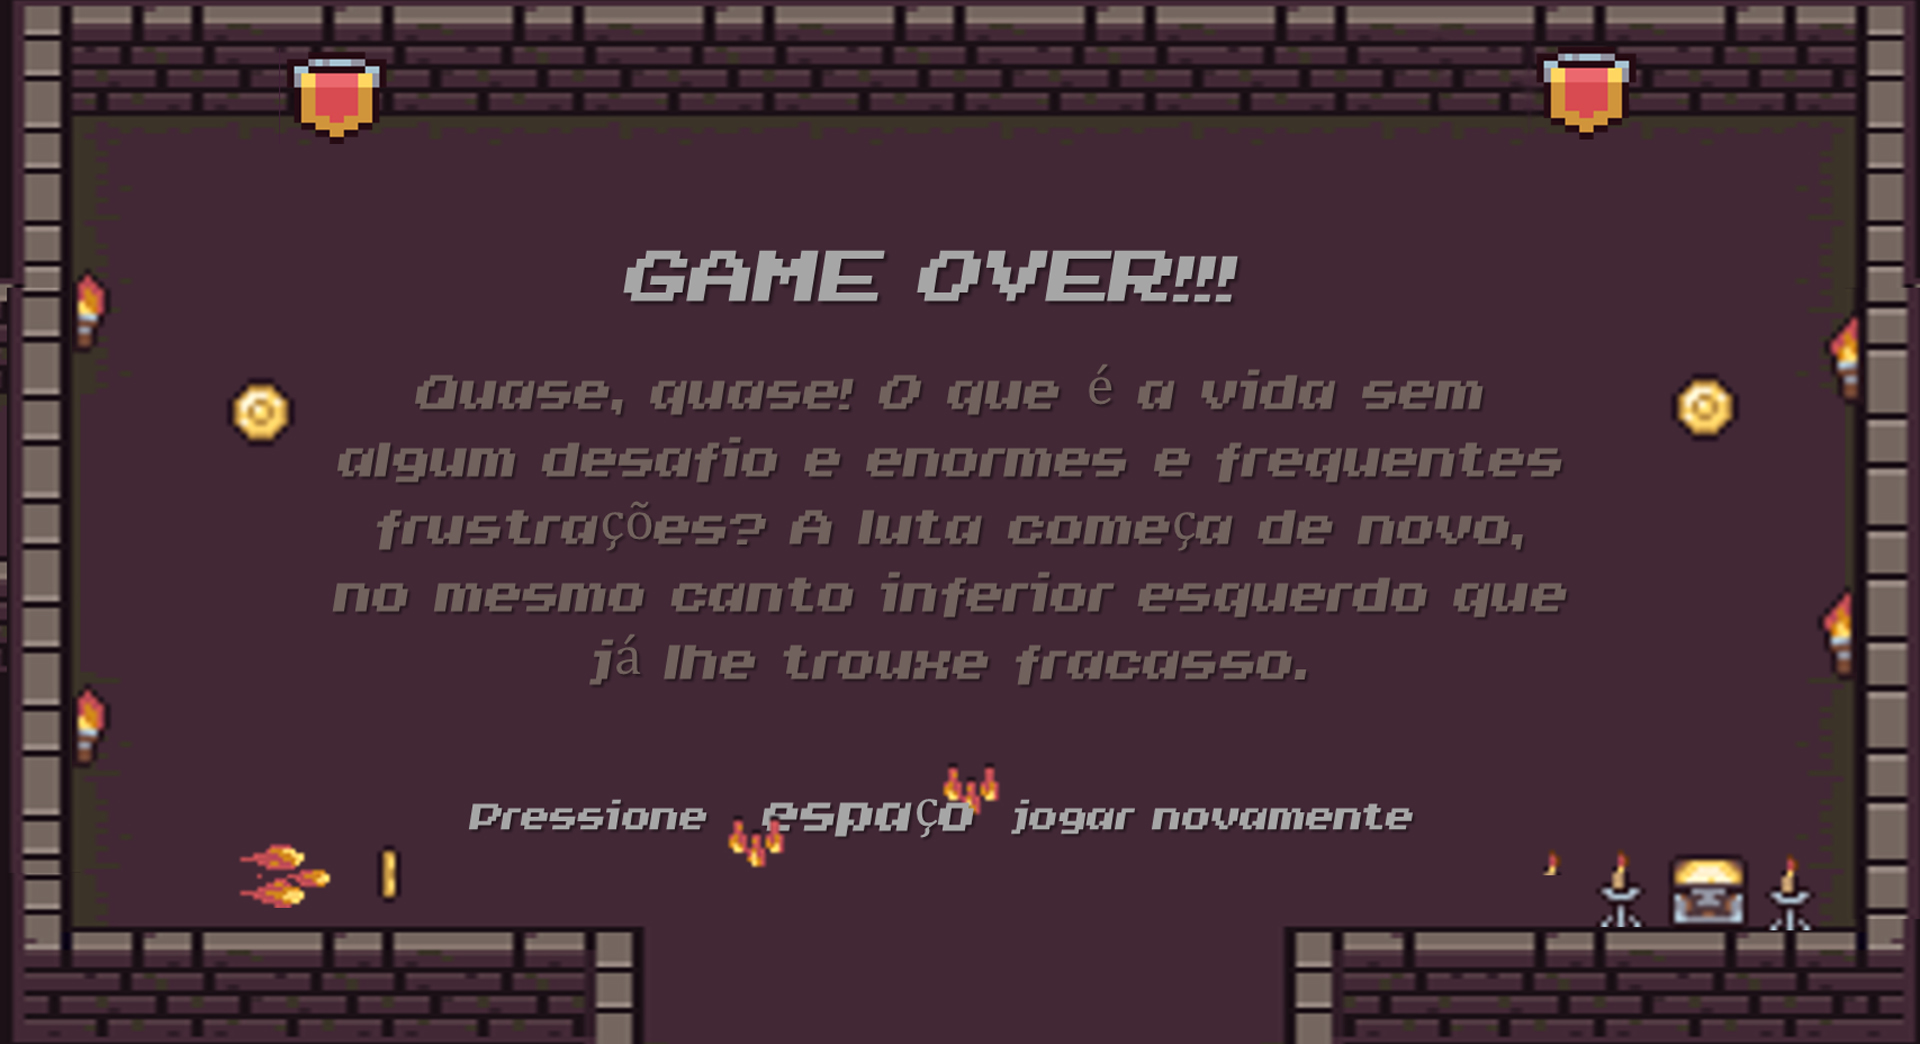 GAME OVER!!!
Quase, quase! O que é a vida sem
algum desafio e enormes e frequentes
frustrações? A luta começa de novo,
no mesmo canto inferior esquerdo que
já lhe trouxe fracasso.
Pressione espaço jogar novamente